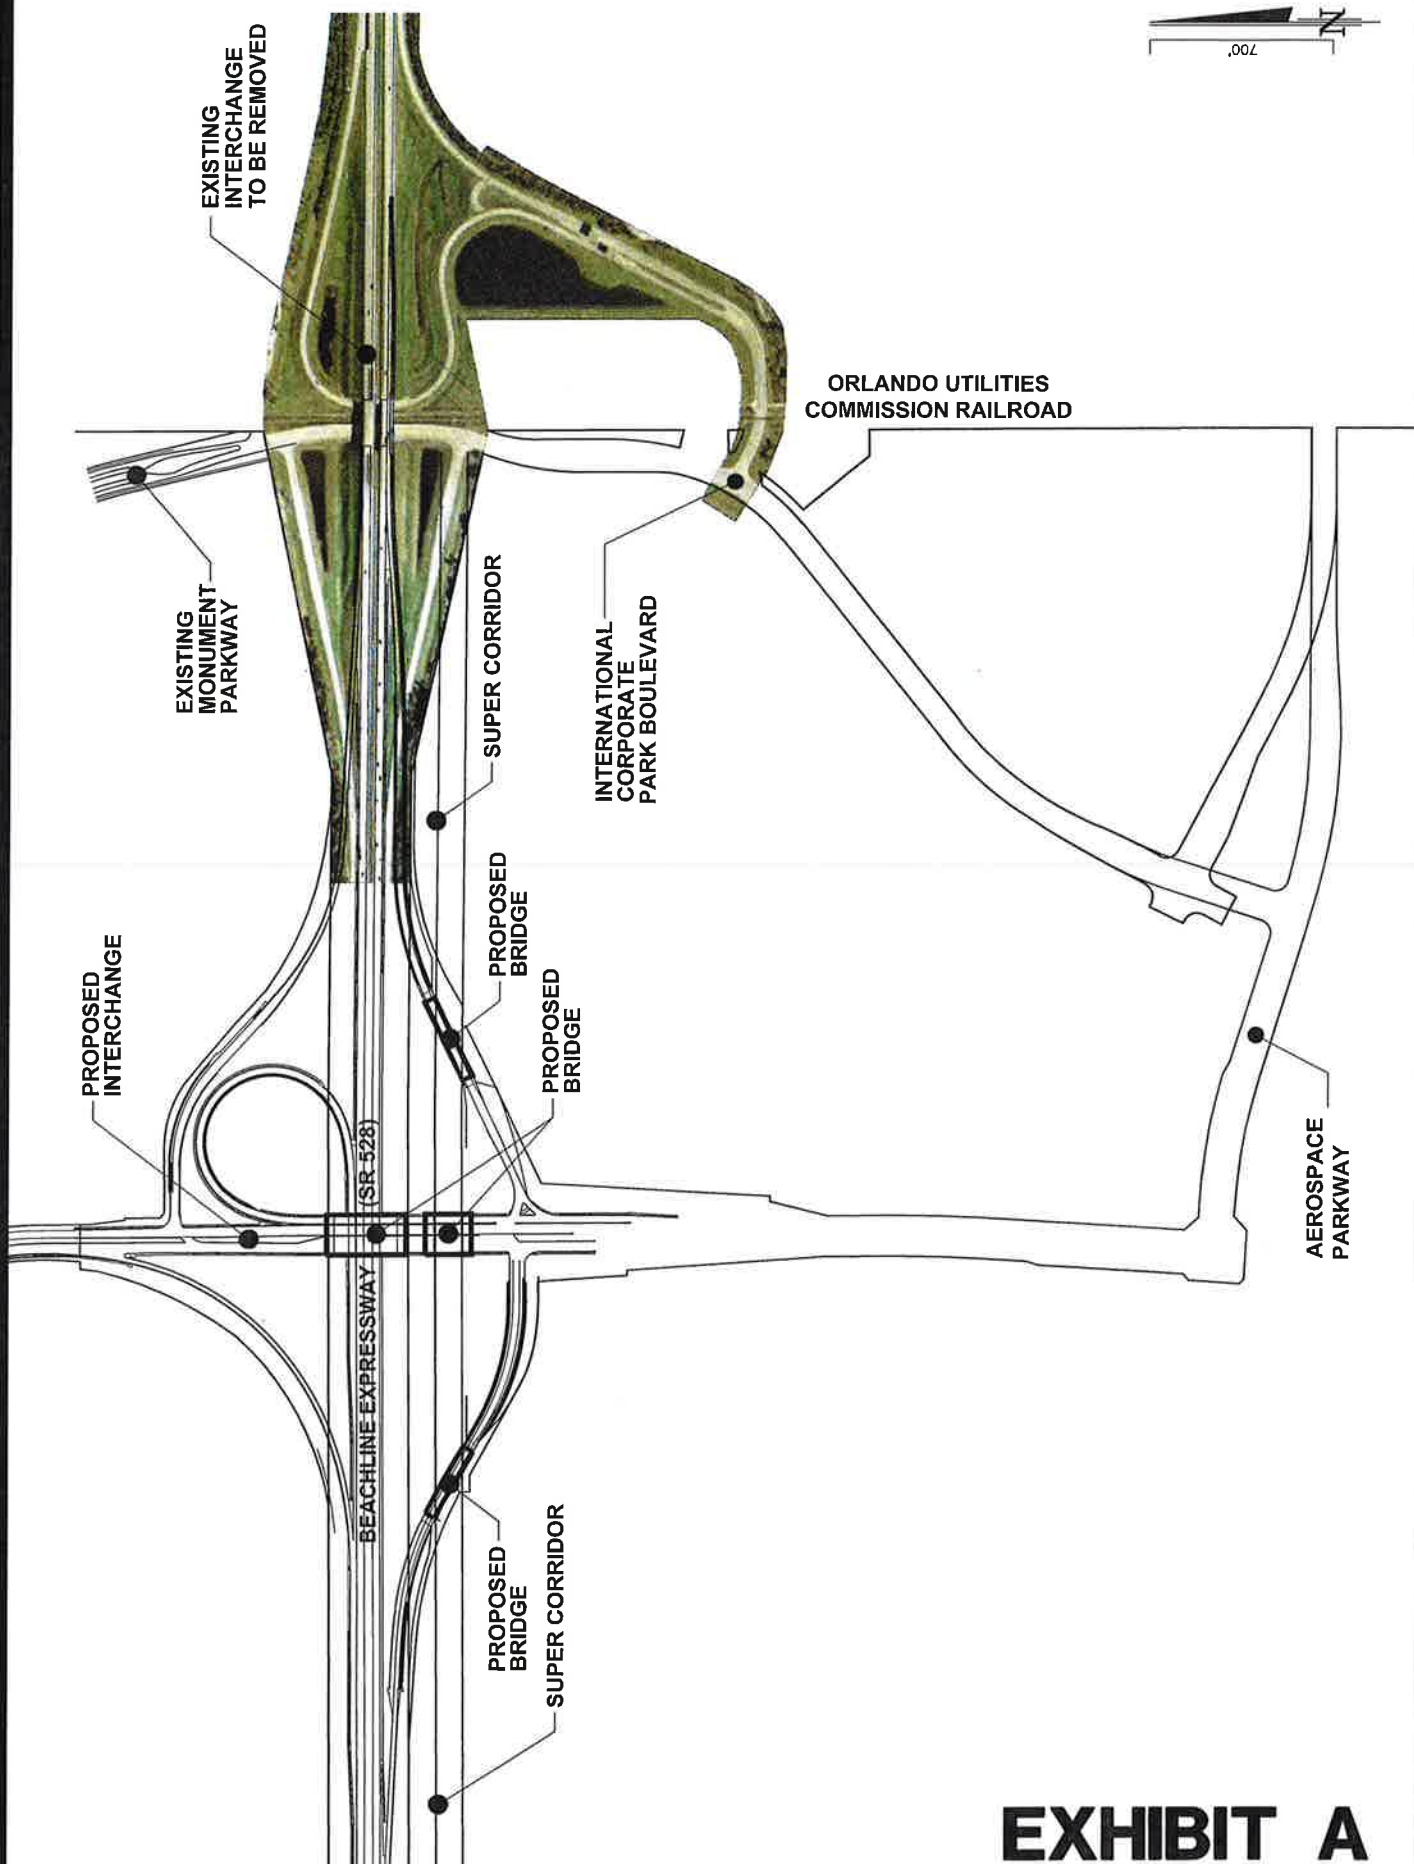 EXISTING
INTERCHANGE
TO BE REMOVED
N
700'
ORLANDO UTILITIES
COMMISSION RAILROAD
EXISTING
MONUMENT
PARKWAY
SUPER CORRIDOR
INTERNATIONAL
CORPORATE
PARK BOULEVARD
PROPOSED
INTERCHANGE
PROPOSED
BRIDGE
PROPOSED
BRIDGE
BEACHLINE EXPRESSWAY (SR 528)
AEROSPACE
PARKWAY
PROPOSED
BRIDGE
SUPER CORRIDOR
EXHIBIT A